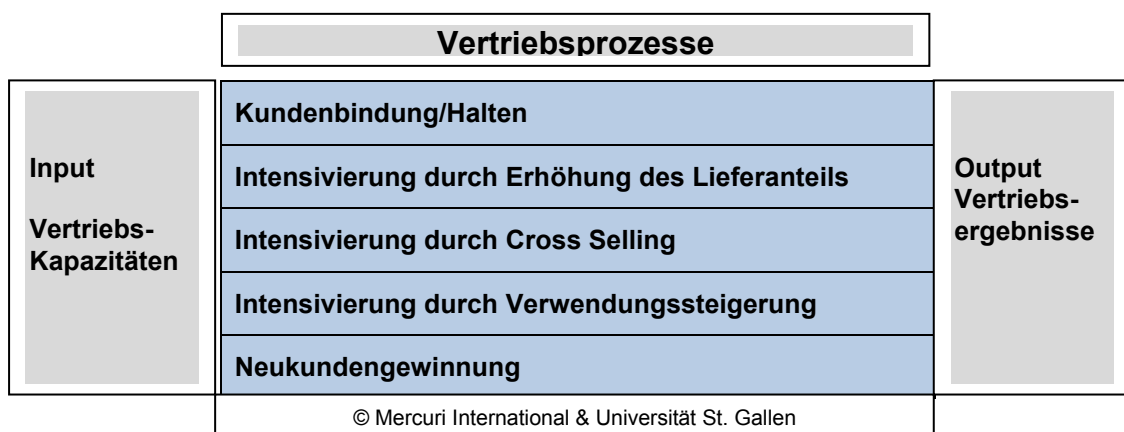 Vertriebsprozesse
Input
Vertriebs-
Kapazitäten
Kundenbindung/Halten
Intensivierung durch Erhöhung des Lieferanteils
Intensivierung durch Cross Selling
Intensivierung durch Verwendungssteigerung
Neukundengewinnung
Output
Vertriebs-
ergebnisse
© Mercuri International & Universität St. Gallen